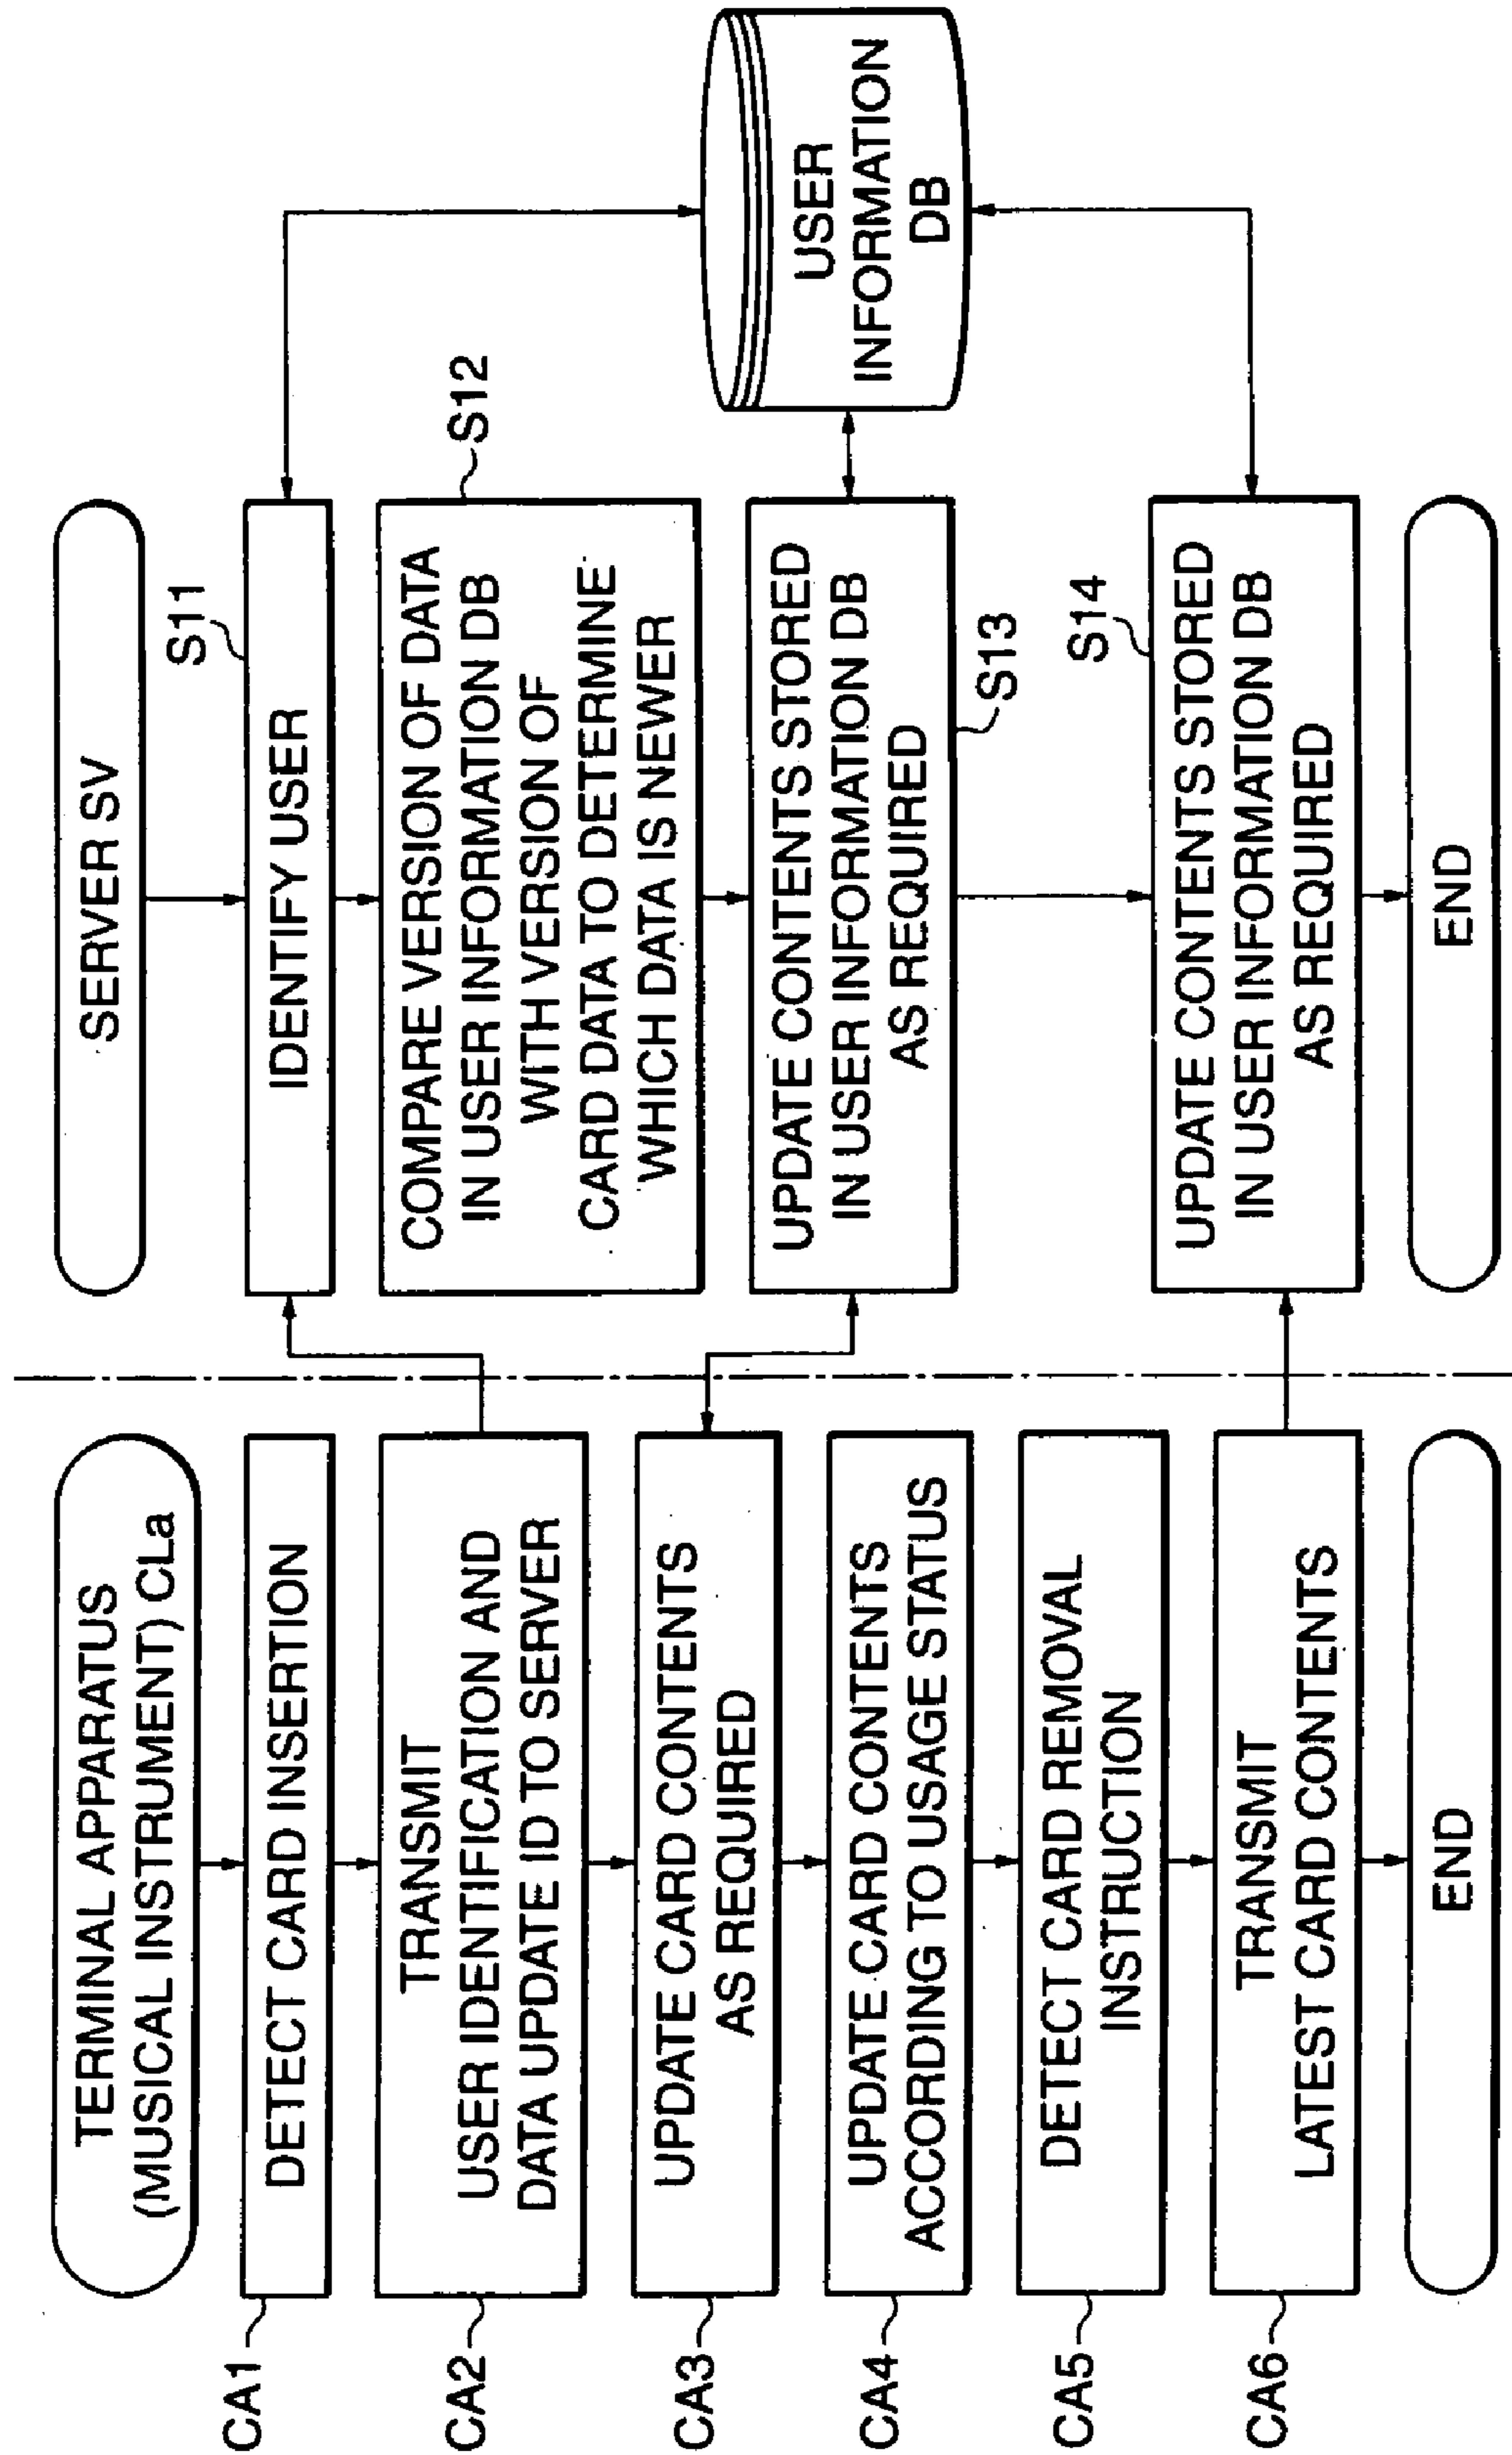 TERMINAL APPARATUS
(MUSICAL INSTRUMENT) CLa
CA1
DETECT CARD INSERTION
CA2
TRANSMIT
USER IDENTIFICATION AND
DATA UPDATE ID TO SERVER
CA3
UPDATE CARD CONTENTS
AS REQUIRED
CA4
UPDATE CARD CONTENTS
ACCORDING TO USAGE STATUS
CA5
DETECT CARD REMOVAL
INSTRUCTION
CA6
TRANSMIT
LATEST CARD CONTENTS
END
SERVER SV
S11
IDENTIFY USER
S12
COMPARE VERSION OF DATA
IN USER INFORMATION DB
WITH VERSION OF
CARD DATA TO DETERMINE
WHICH DATA IS NEWER
UPDATE CONTENTS STORED
IN USER INFORMATION DB
AS REQUIRED
S13
S14
UPDATE CONTENTS STORED
IN USER INFORMATION DB
AS REQUIRED
END
USER
INFORMATION
DB